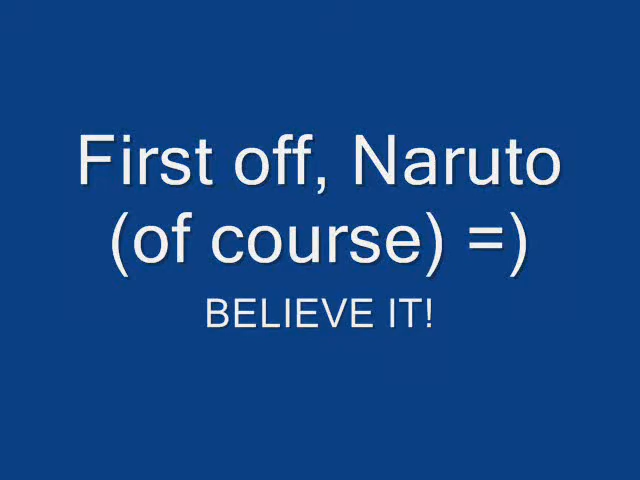 First off, Naruto
(of course) =)
BELIEVE IT!